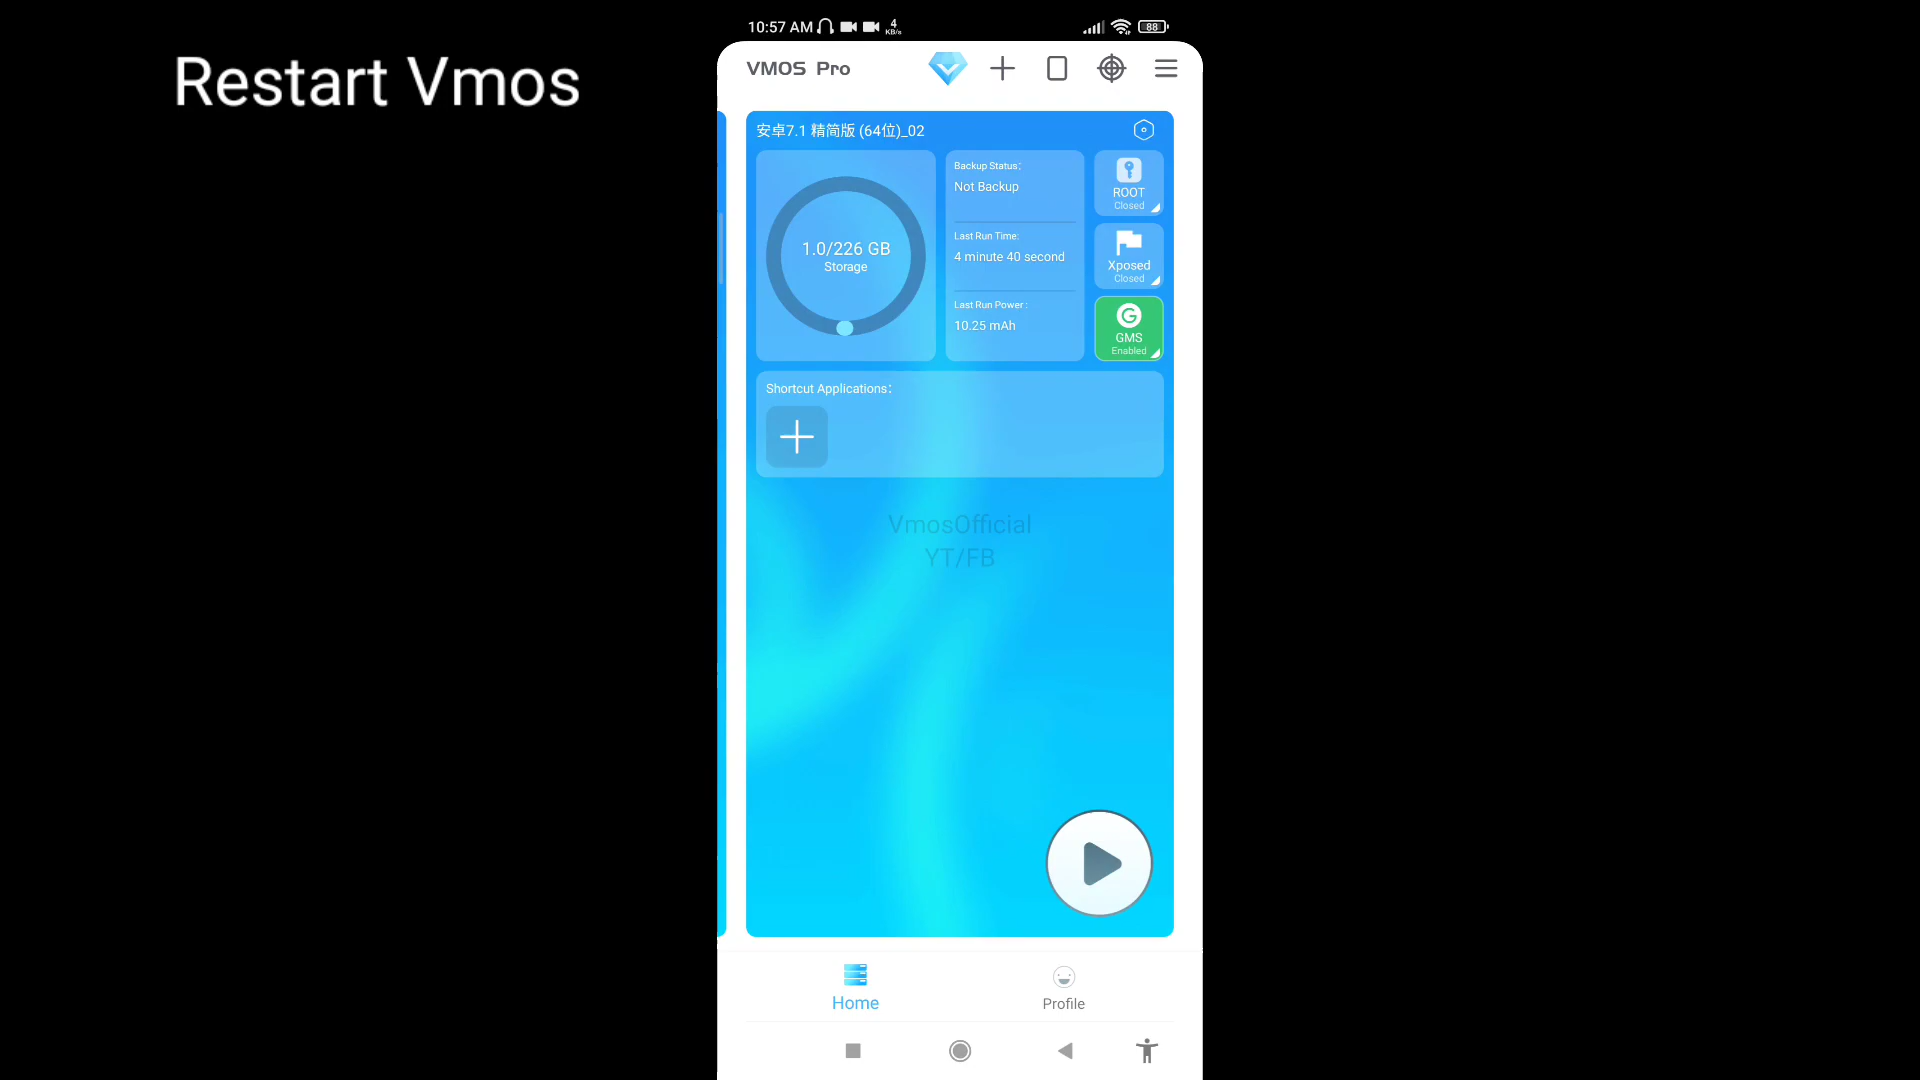 Restart Vmos
10:57 AM 4 KB/s 88
VMOS Pro
安卓7.1 精简版 (64位)_02
1.0/226 GB
Storage
Backup Status:
Not Backup
Last Run Time:
4 minute 40 second
Last Run Power :
10.25 mAh
ROOT
Closed
Xposed
Closed
G
GMS
Enabled
Shortcut Applications:
VmosOfficial
YT/FB
Home
Profile